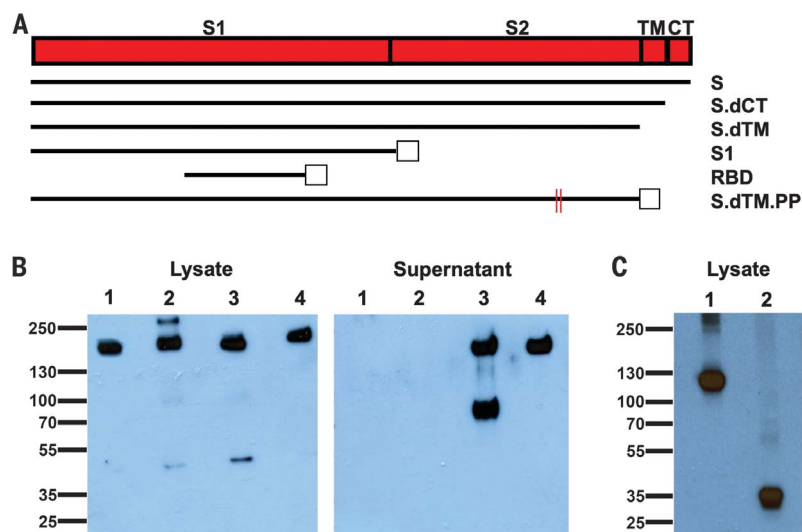 A
S1 S2 TM CT
S
S.dCT
S.dTM
S1
RBD
S.dTM.PP
B Lysate Supernatant
1 2 3 4 1 2 3 4
250
130
100
70
55
35
25
C Lysate
1 2
250
130
100
70
55
35
25